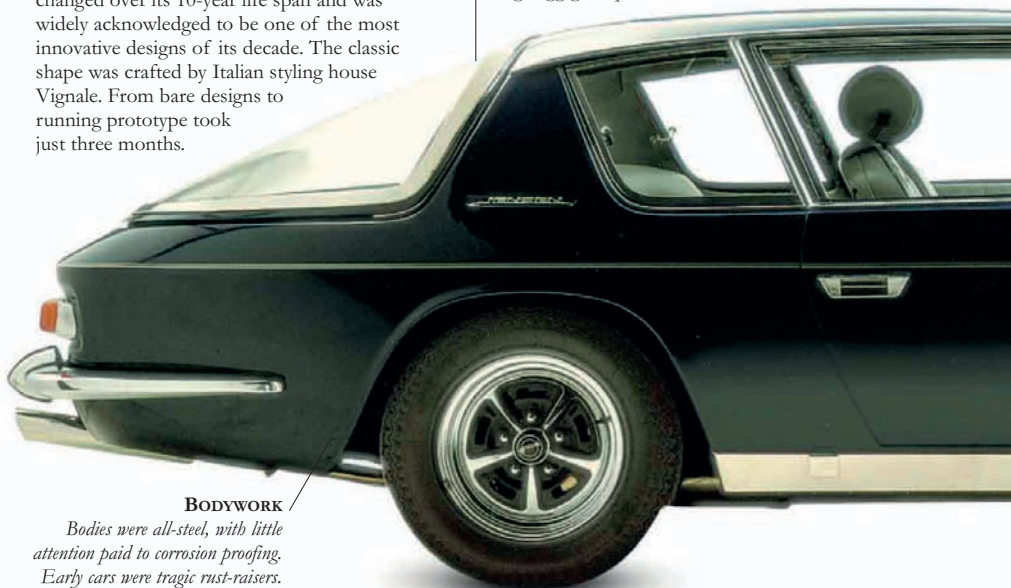 changed over its 10-year life span and was
widely acknowledged to be one of the most
innovative designs of its decade. The classic
shape was crafted by Italian styling house
Vignale. From bare designs to
running prototype took
just three months.
BODYWORK
Bodies were all-steel, with little
attention paid to corrosion proofing.
Early cars were tragic rust-raisers.